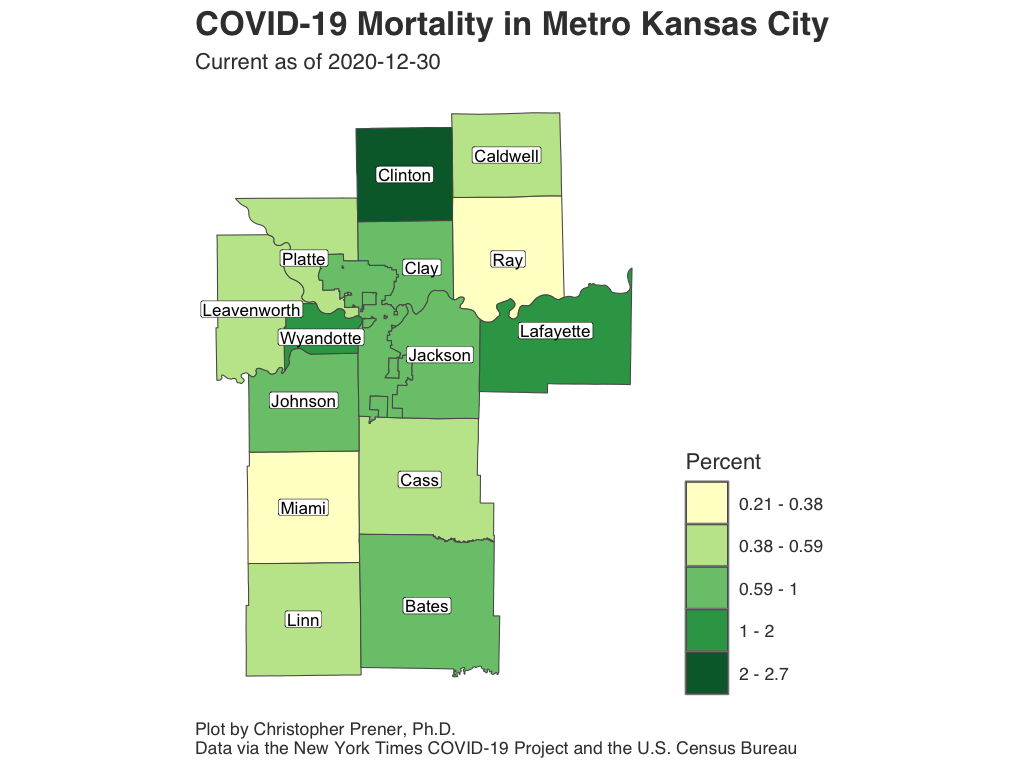 COVID-19 Mortality in Metro Kansas City
Current as of 2020-12-30
Caldwell
Clinton
Platte
Clay
Ray
Leavenworth
Wyandotte
Lafayette
Jackson
Johnson
Cass
Miami
Bates
Linn
Percent
0.21 - 0.38
0.38 - 0.59
0.59 - 1
1 - 2
2 - 2.7
Plot by Christopher Prener, Ph.D.
Data via the New York Times COVID-19 Project and the U.S. Census Bureau